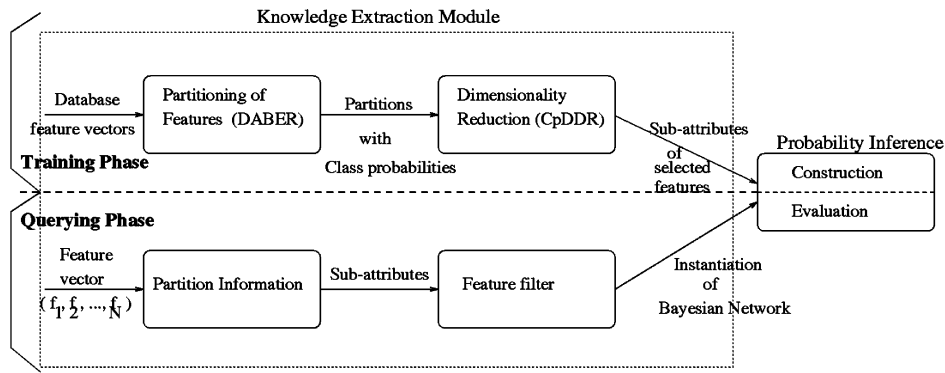 Knowledge Extraction Module
Database
feature vectors
Partitioning of
Features (DABER)
Partitions
with
Class probabilities
Dimensionality
Reduction (CpDDR)
Sub-attributes
of
selected
features
Training Phase
Probability Inference
Construction
Evaluation
Querying Phase
Feature
vector
( f1, f2, ..., fN )
Partition Information
Sub-attributes
Feature filter
Instantiation
of
Bayesian Network